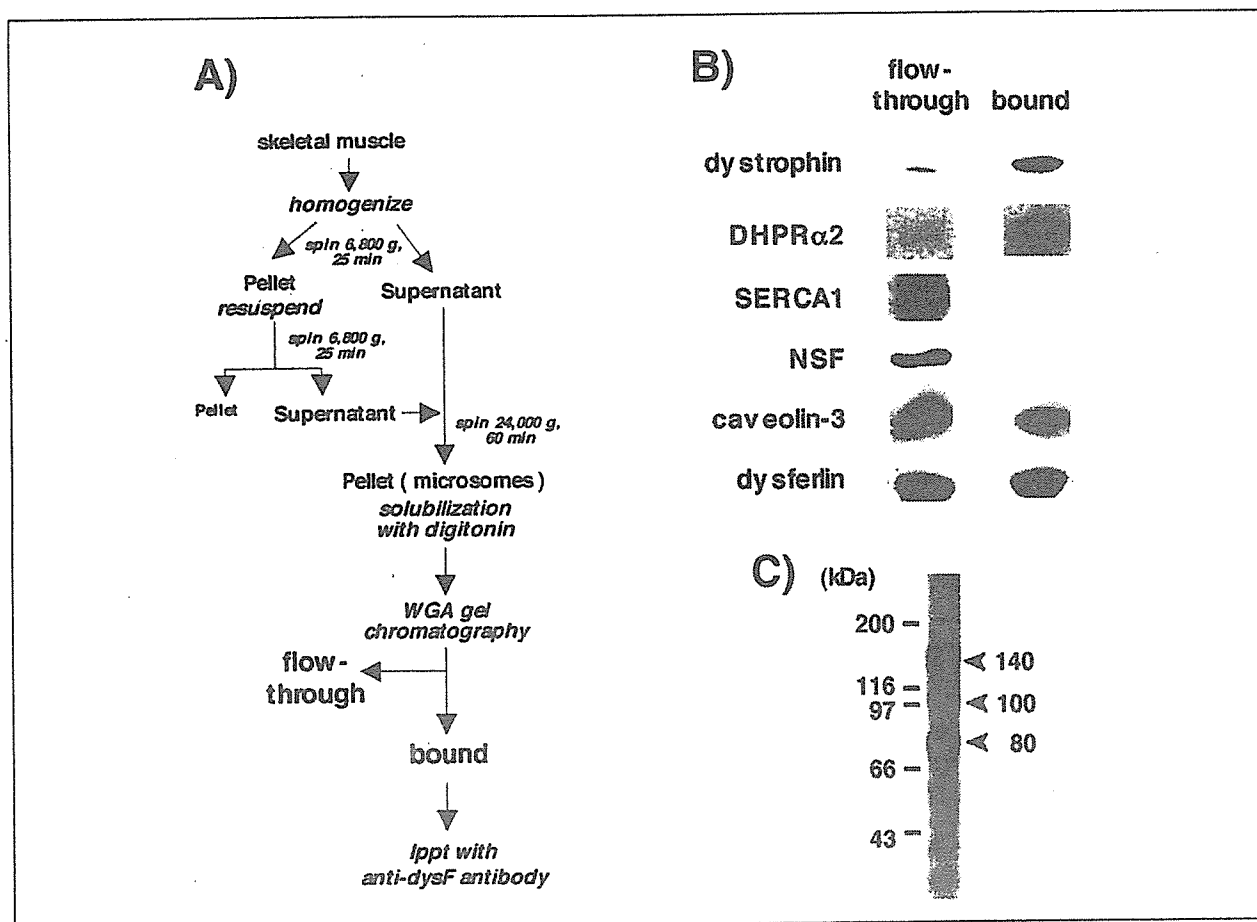 A)
skeletal muscle
homogenize
spin 6,800 g,
25 min
Pellet
resuspend
Supernatant
spin 6,800 g,
25 min
Pellet
Supernatant
spin 24,000 g,
60 min
Pellet ( microsomes )
solubilization
with digitonin
WGA gel
chromatography
flow-
through
bound
Ippt with
anti-dysF antibody
B)
flow-
through bound
dystrophin
DHPRα2
SERCA1
NSF
caveolin-3
dysferlin
C) (kDa)
200
140
116
97
100
80
66
43